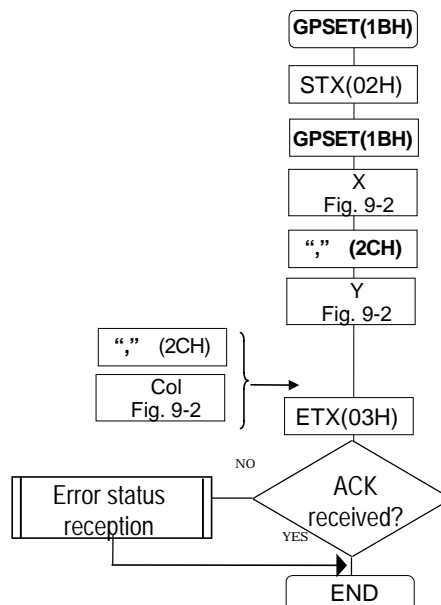 GPSET(1BH)
STX(02H)
GPSET(1BH)
X
Fig. 9-2
“,” (2CH)
Y
Fig. 9-2
“,” (2CH)
Col
Fig. 9-2
ETX(03H)
NO
ACK
received?
Error status
reception
YES
END